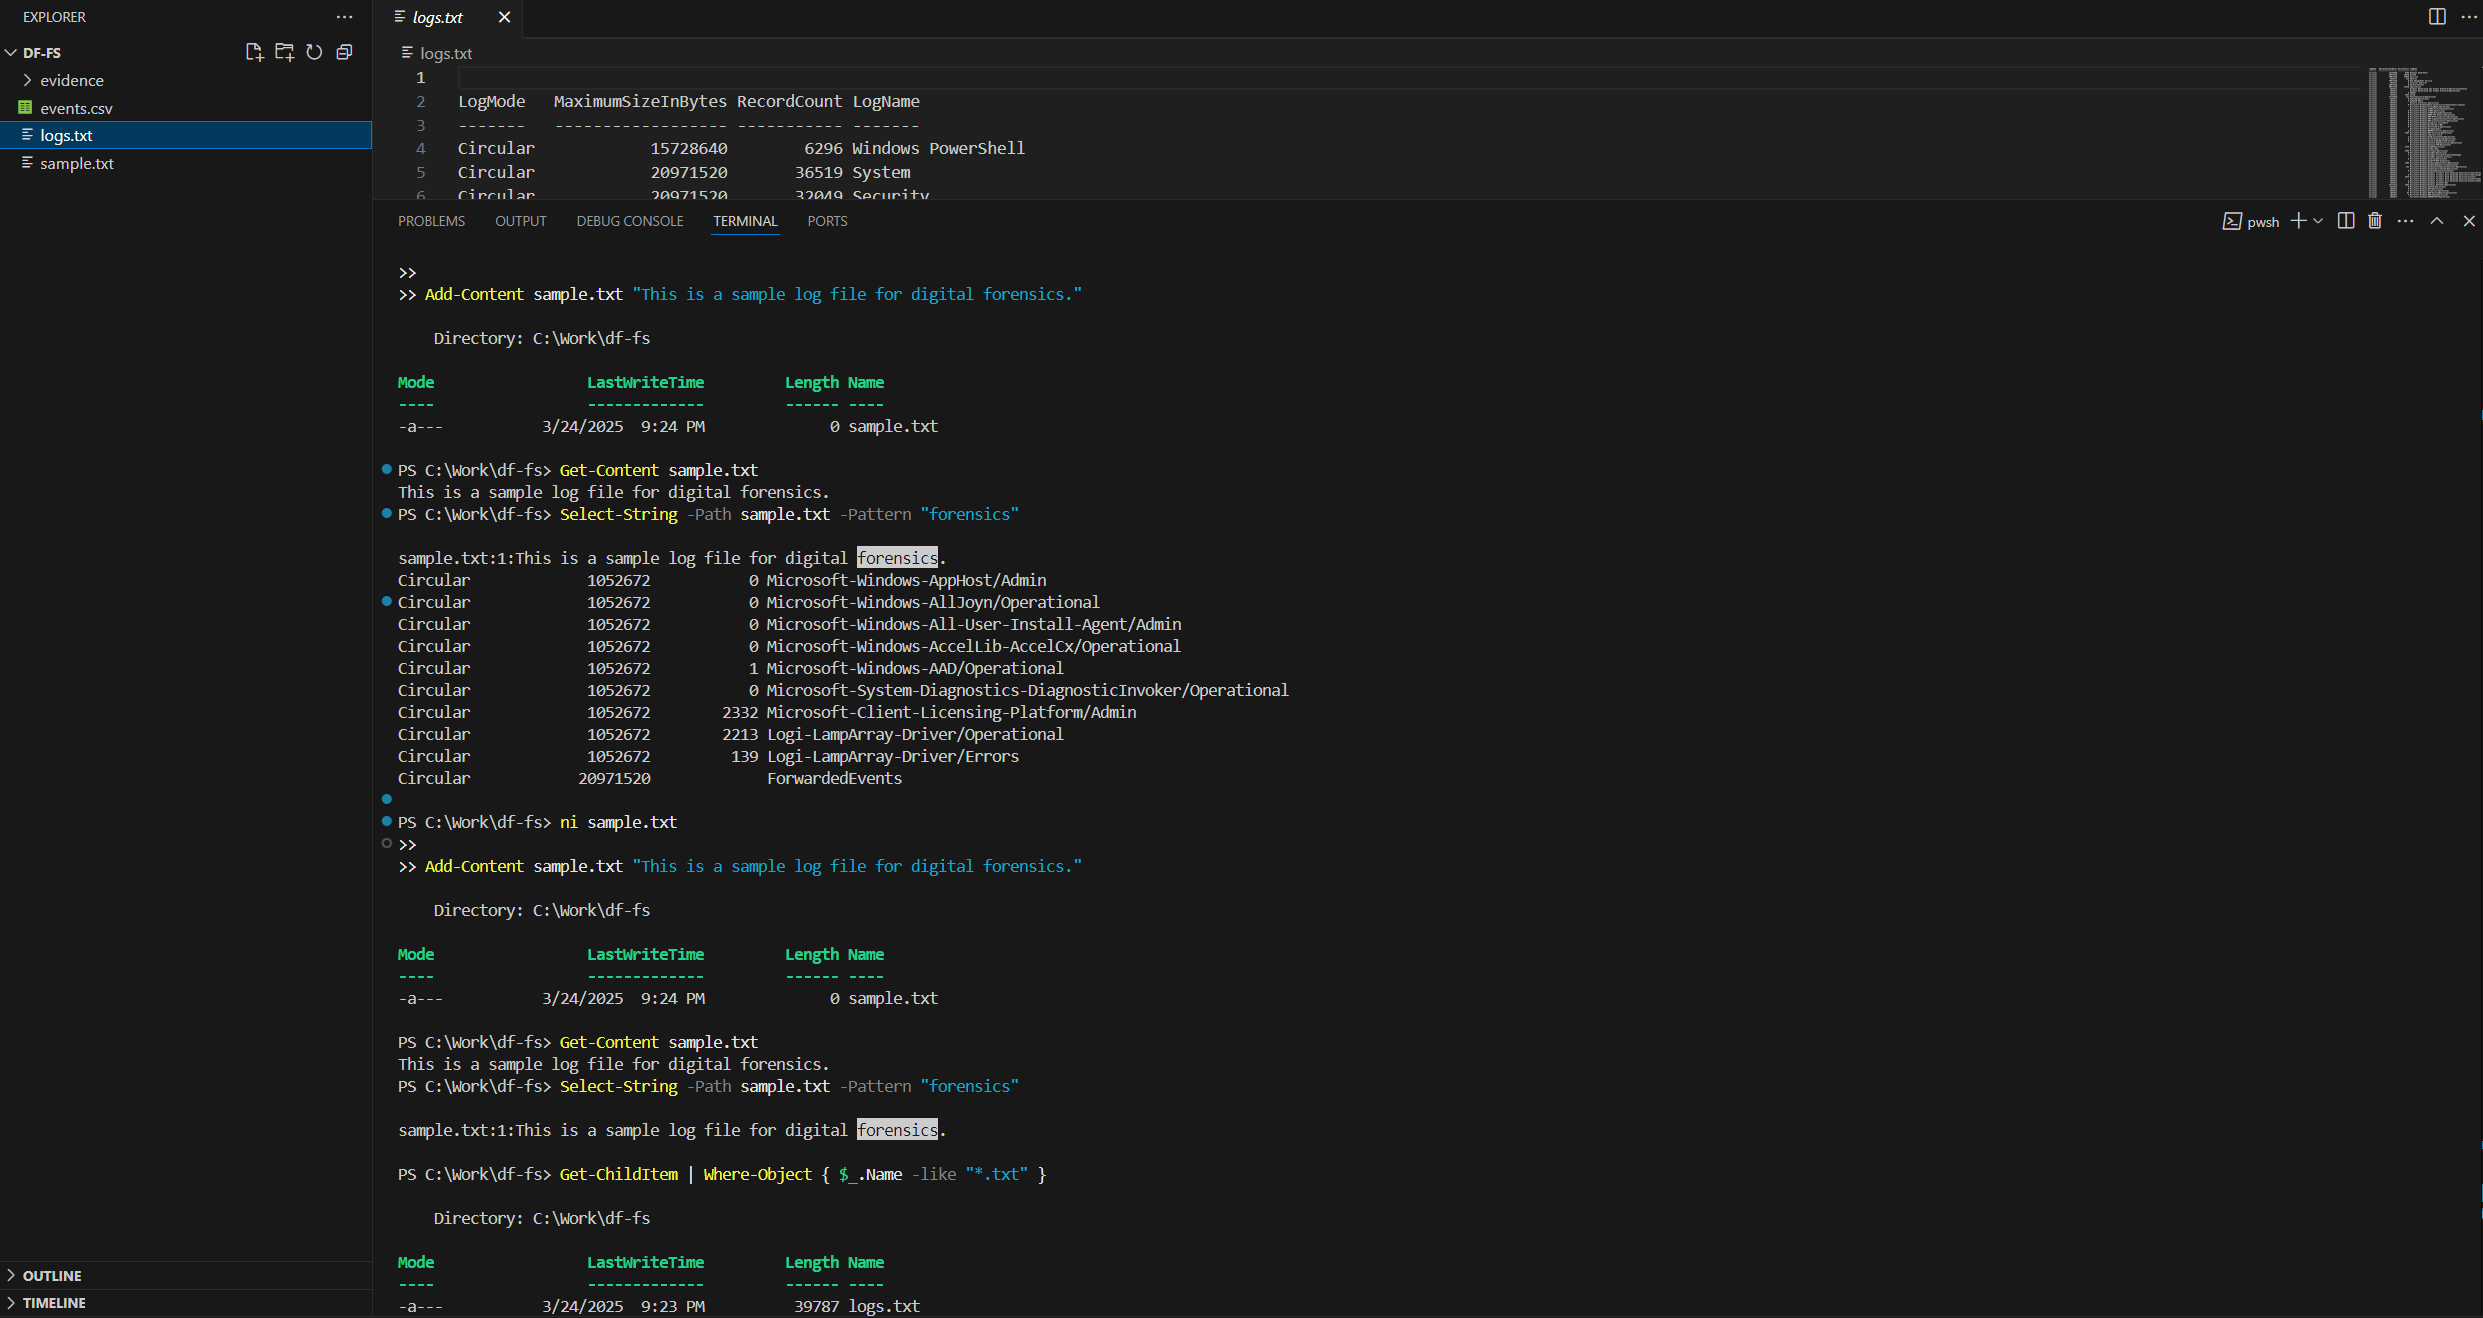 EXPLORER
DF-FS
evidence
events.csv
logs.txt
sample.txt
OUTLINE
TIMELINE
logs.txt
logs.txt
1
2 LogMode   MaximumSizeInBytes RecordCount LogName
3 -------   ------------------ ----------- -------
4 Circular            15728640        6296 Windows PowerShell
5 Circular            20971520       36519 System
6 Circular            20971520       32049 Security
PROBLEMS OUTPUT DEBUG CONSOLE TERMINAL PORTS
pwsh
>>
>> Add-Content sample.txt "This is a sample log file for digital forensics."
    Directory: C:\Work\df-fs
Mode                 LastWriteTime         Length Name
----                 -------------         ------ ----
-a---           3/24/2025  9:24 PM              0 sample.txt
PS C:\Work\df-fs> Get-Content sample.txt
This is a sample log file for digital forensics.
PS C:\Work\df-fs> Select-String -Path sample.txt -Pattern "forensics"
sample.txt:1:This is a sample log file for digital forensics.
Circular             1052672           0 Microsoft-Windows-AppHost/Admin
Circular             1052672           0 Microsoft-Windows-AllJoyn/Operational
Circular             1052672           0 Microsoft-Windows-All-User-Install-Agent/Admin
Circular             1052672           0 Microsoft-Windows-AccelLib-AccelCx/Operational
Circular             1052672           1 Microsoft-Windows-AAD/Operational
Circular             1052672           0 Microsoft-System-Diagnostics-DiagnosticInvoker/Operational
Circular             1052672        2332 Microsoft-Client-Licensing-Platform/Admin
Circular             1052672        2213 Logi-LampArray-Driver/Operational
Circular             1052672         139 Logi-LampArray-Driver/Errors
Circular            20971520             ForwardedEvents
PS C:\Work\df-fs> ni sample.txt
>>
>> Add-Content sample.txt "This is a sample log file for digital forensics."
    Directory: C:\Work\df-fs
Mode                 LastWriteTime         Length Name
----                 -------------         ------ ----
-a---           3/24/2025  9:24 PM              0 sample.txt
PS C:\Work\df-fs> Get-Content sample.txt
This is a sample log file for digital forensics.
PS C:\Work\df-fs> Select-String -Path sample.txt -Pattern "forensics"
sample.txt:1:This is a sample log file for digital forensics.
PS C:\Work\df-fs> Get-ChildItem | Where-Object { $_.Name -like "*.txt" }
    Directory: C:\Work\df-fs
Mode                 LastWriteTime         Length Name
----                 -------------         ------ ----
-a---           3/24/2025  9:23 PM          39787 logs.txt